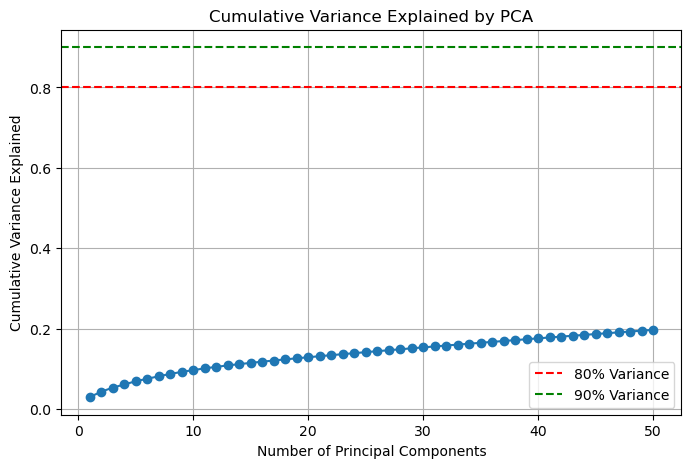 Cumulative Variance Explained by PCA
Cumulative Variance Explained
0.8
0.6
0.4
0.2
0.0
0
10
20
30
40
50
Number of Principal Components
80% Variance
90% Variance